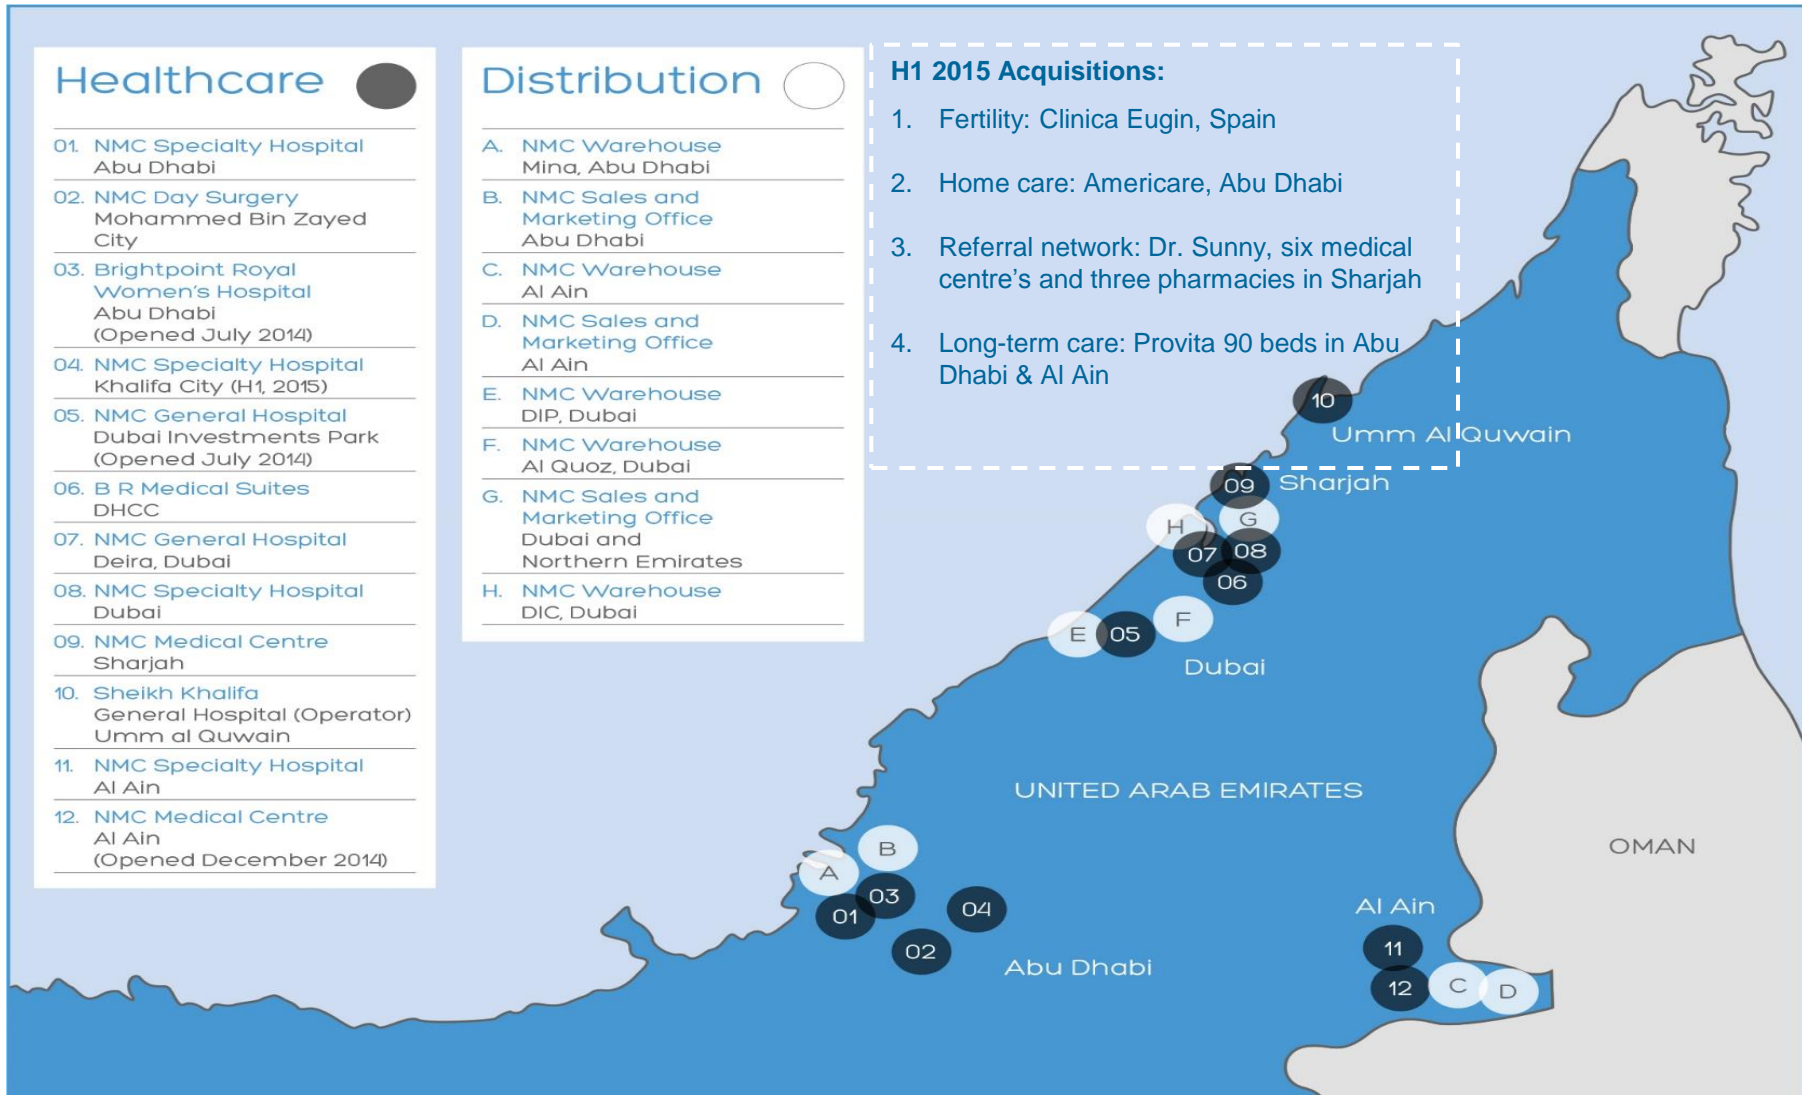 Healthcare
01. NMC Specialty Hospital
Abu Dhabi
02. NMC Day Surgery
Mohammed Bin Zayed
City
03. Brightpoint Royal
Women's Hospital
Abu Dhabi
(Opened July 2014)
04. NMC Specialty Hospital
Khalifa City (H1, 2015)
05. NMC General Hospital
Dubai Investments Park
(Opened July 2014)
06. B R Medical Suites
DHCC
07. NMC General Hospital
Deira, Dubai
08. NMC Specialty Hospital
Dubai
09. NMC Medical Centre
Sharjah
10. Sheikh Khalifa
General Hospital (Operator)
Umm al Quwain
11. NMC Specialty Hospital
Al Ain
12. NMC Medical Centre
Al Ain
(Opened December 2014)
Distribution
A. NMC Warehouse
Mina, Abu Dhabi
B. NMC Sales and
Marketing Office
Abu Dhabi
C. NMC Warehouse
Al Ain
D. NMC Sales and
Marketing Office
Al Ain
E. NMC Warehouse
DIP, Dubai
F. NMC Warehouse
Al Quoz, Dubai
G. NMC Sales and
Marketing Office
Dubai and
Northern Emirates
H. NMC Warehouse
DIC, Dubai
H1 2015 Acquisitions:
1. Fertility: Clinica Eugin, Spain
2. Home care: Americare, Abu Dhabi
3. Referral network: Dr. Sunny, six medical
centre's and three pharmacies in Sharjah
4. Long-term care: Provita 90 beds in Abu
Dhabi & Al Ain
10
Umm Al Quwain
09 Sharjah
H G
07 08
06
E 05 F
Dubai
UNITED ARAB EMIRATES
OMAN
B
A
03
01 04
02
Abu Dhabi
Al Ain
11
12 C D